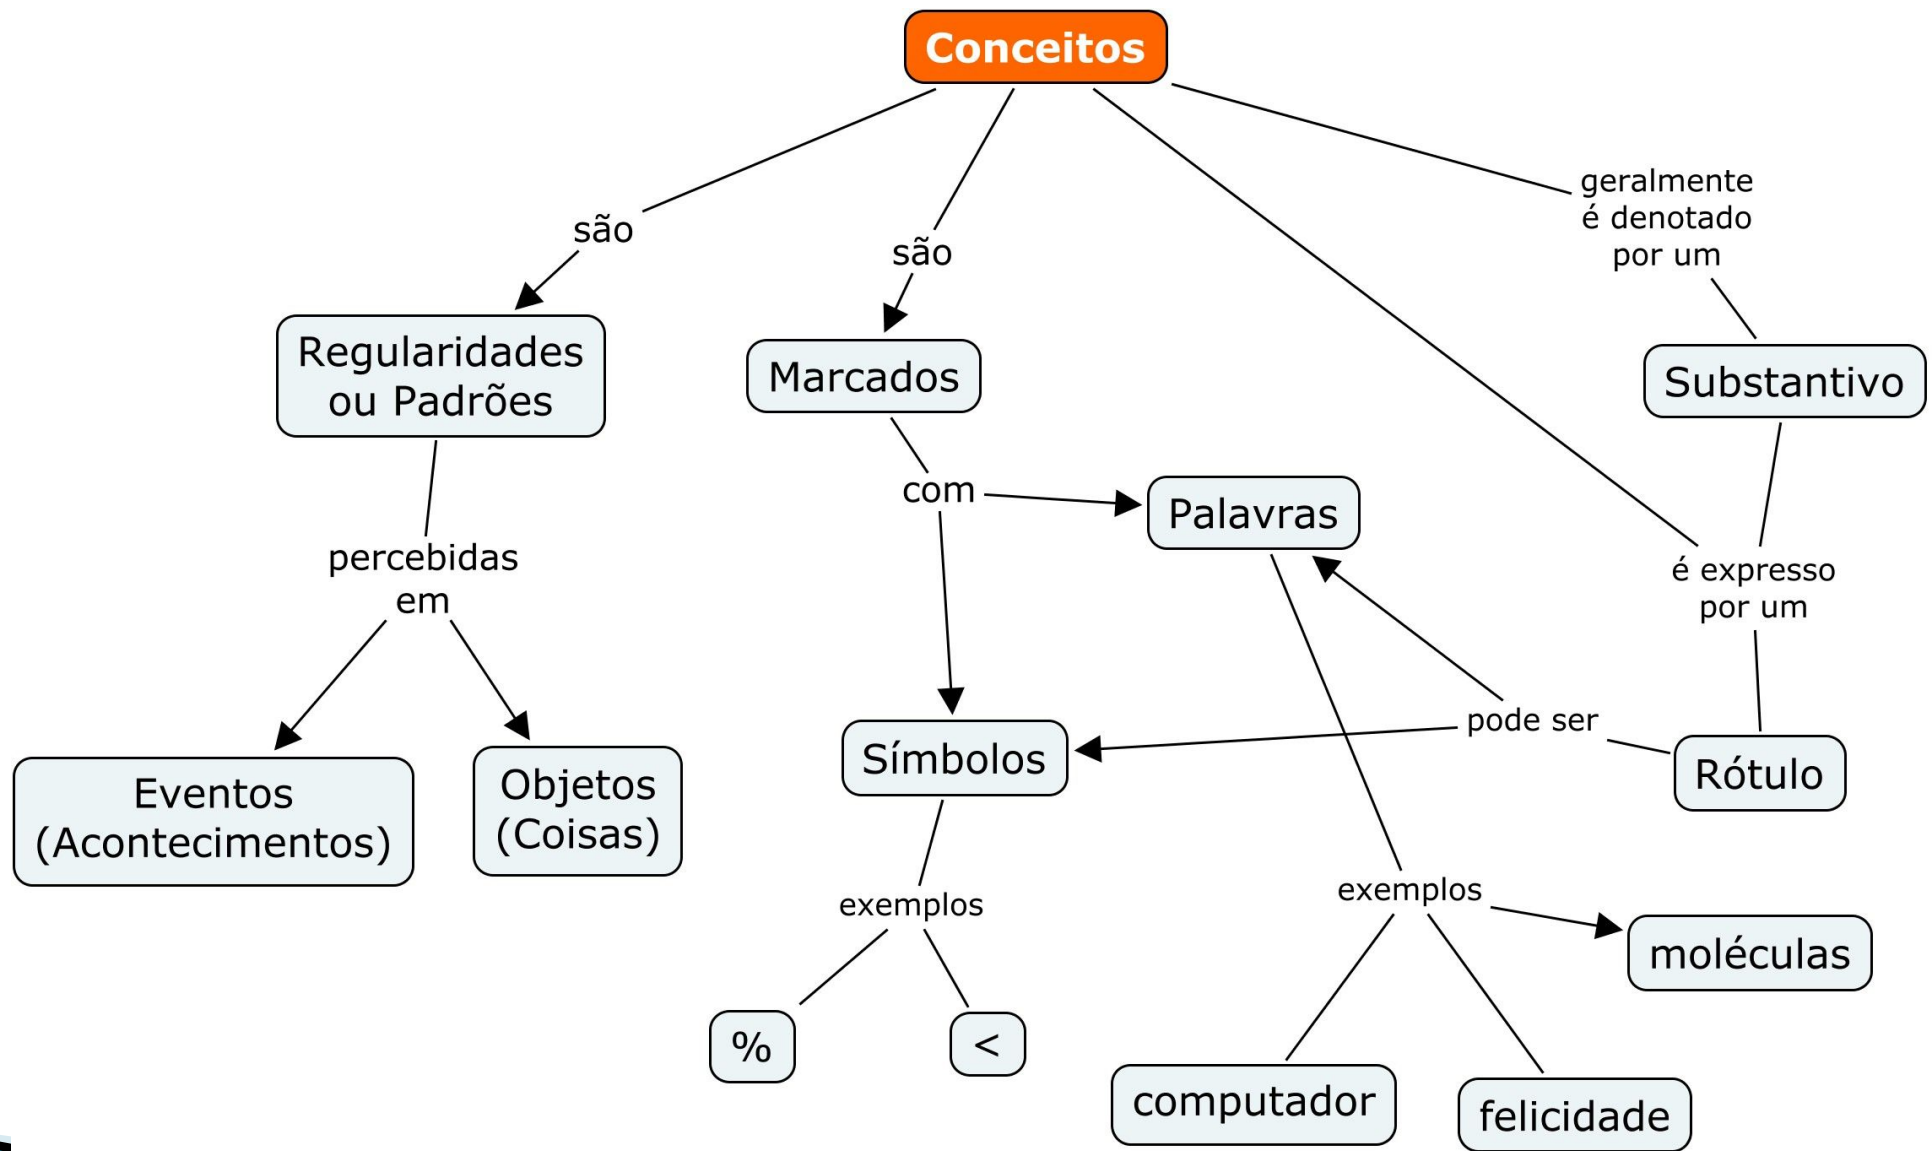 Conceitos
geralmente
é denotado
por um
são
são
Regularidades
ou Padrões
Marcados
Substantivo
com
Palavras
percebidas
em
é expresso
por um
pode ser
Símbolos
Rótulo
Eventos
(Acontecimentos)
Objetos
(Coisas)
exemplos
exemplos
moléculas
%
<
computador
felicidade